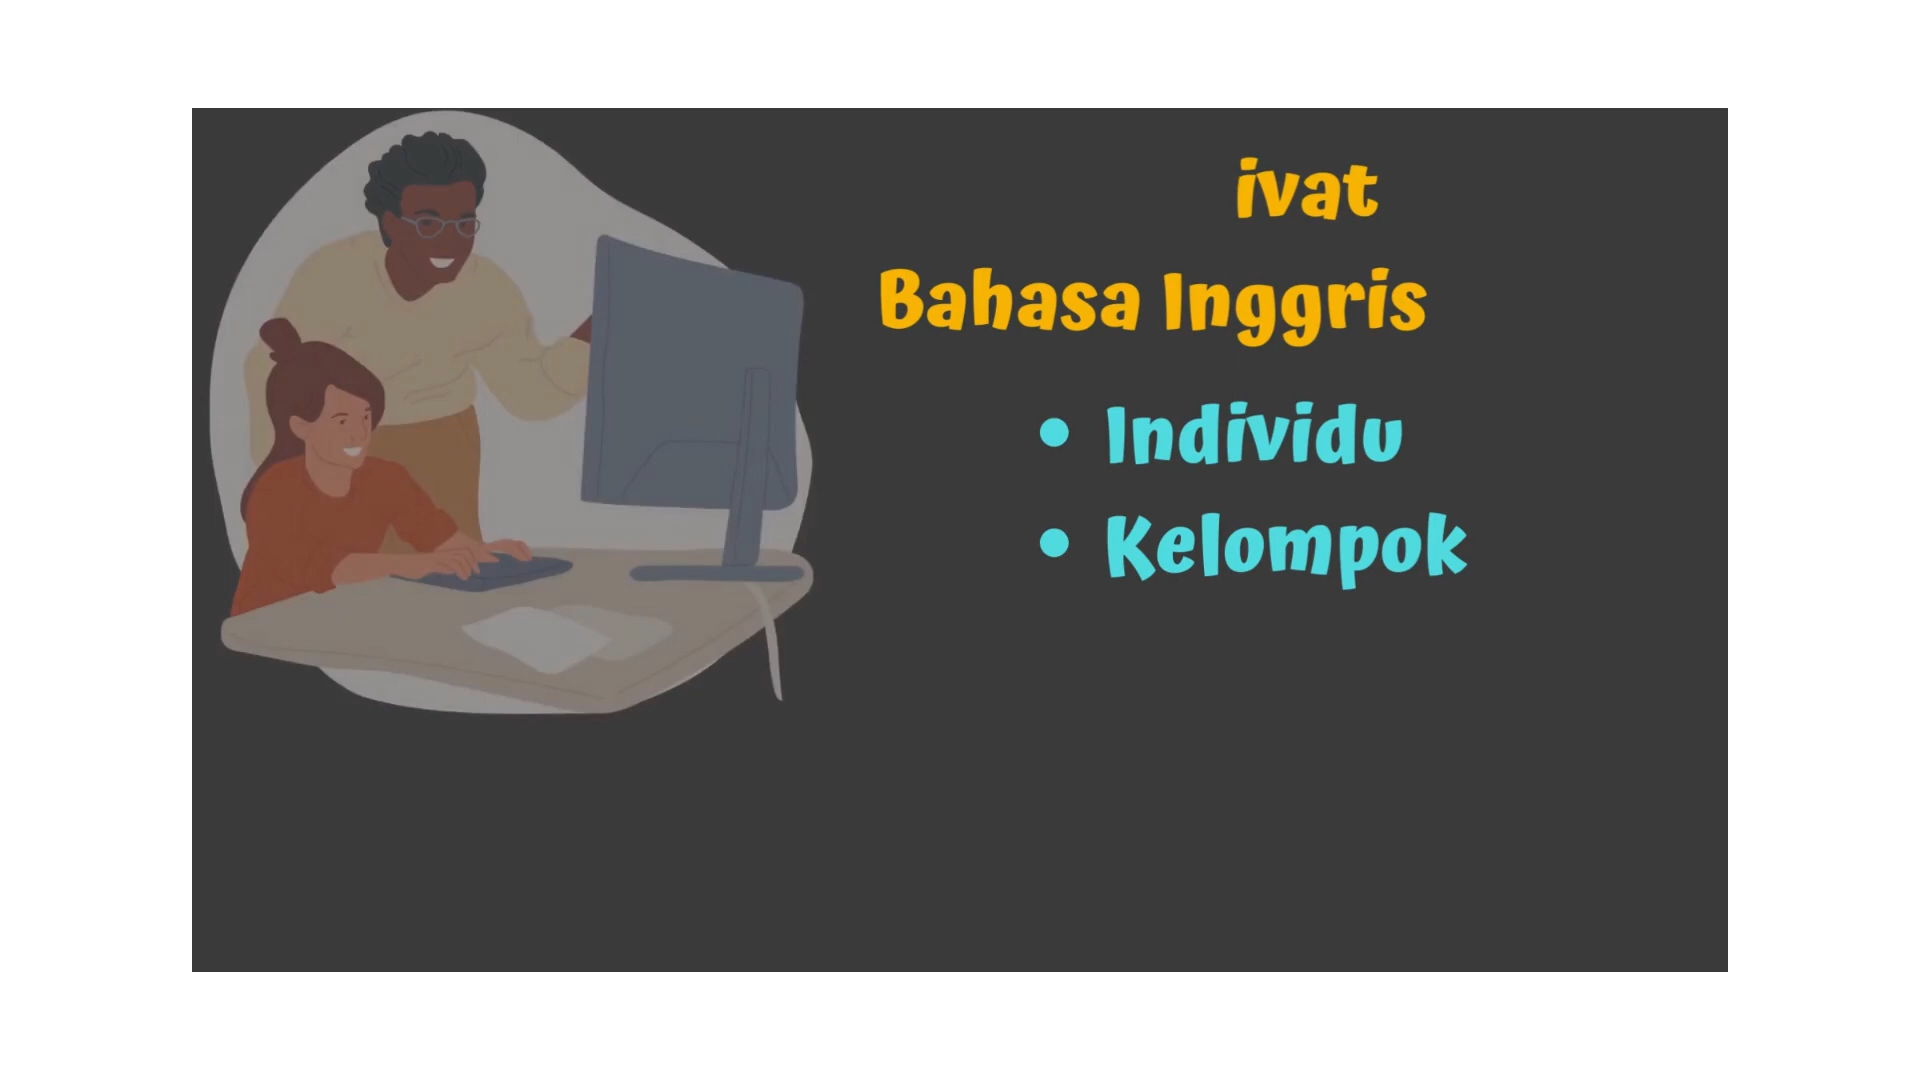 ivat
Bahasa Inggris
• Individu
• Kelompok